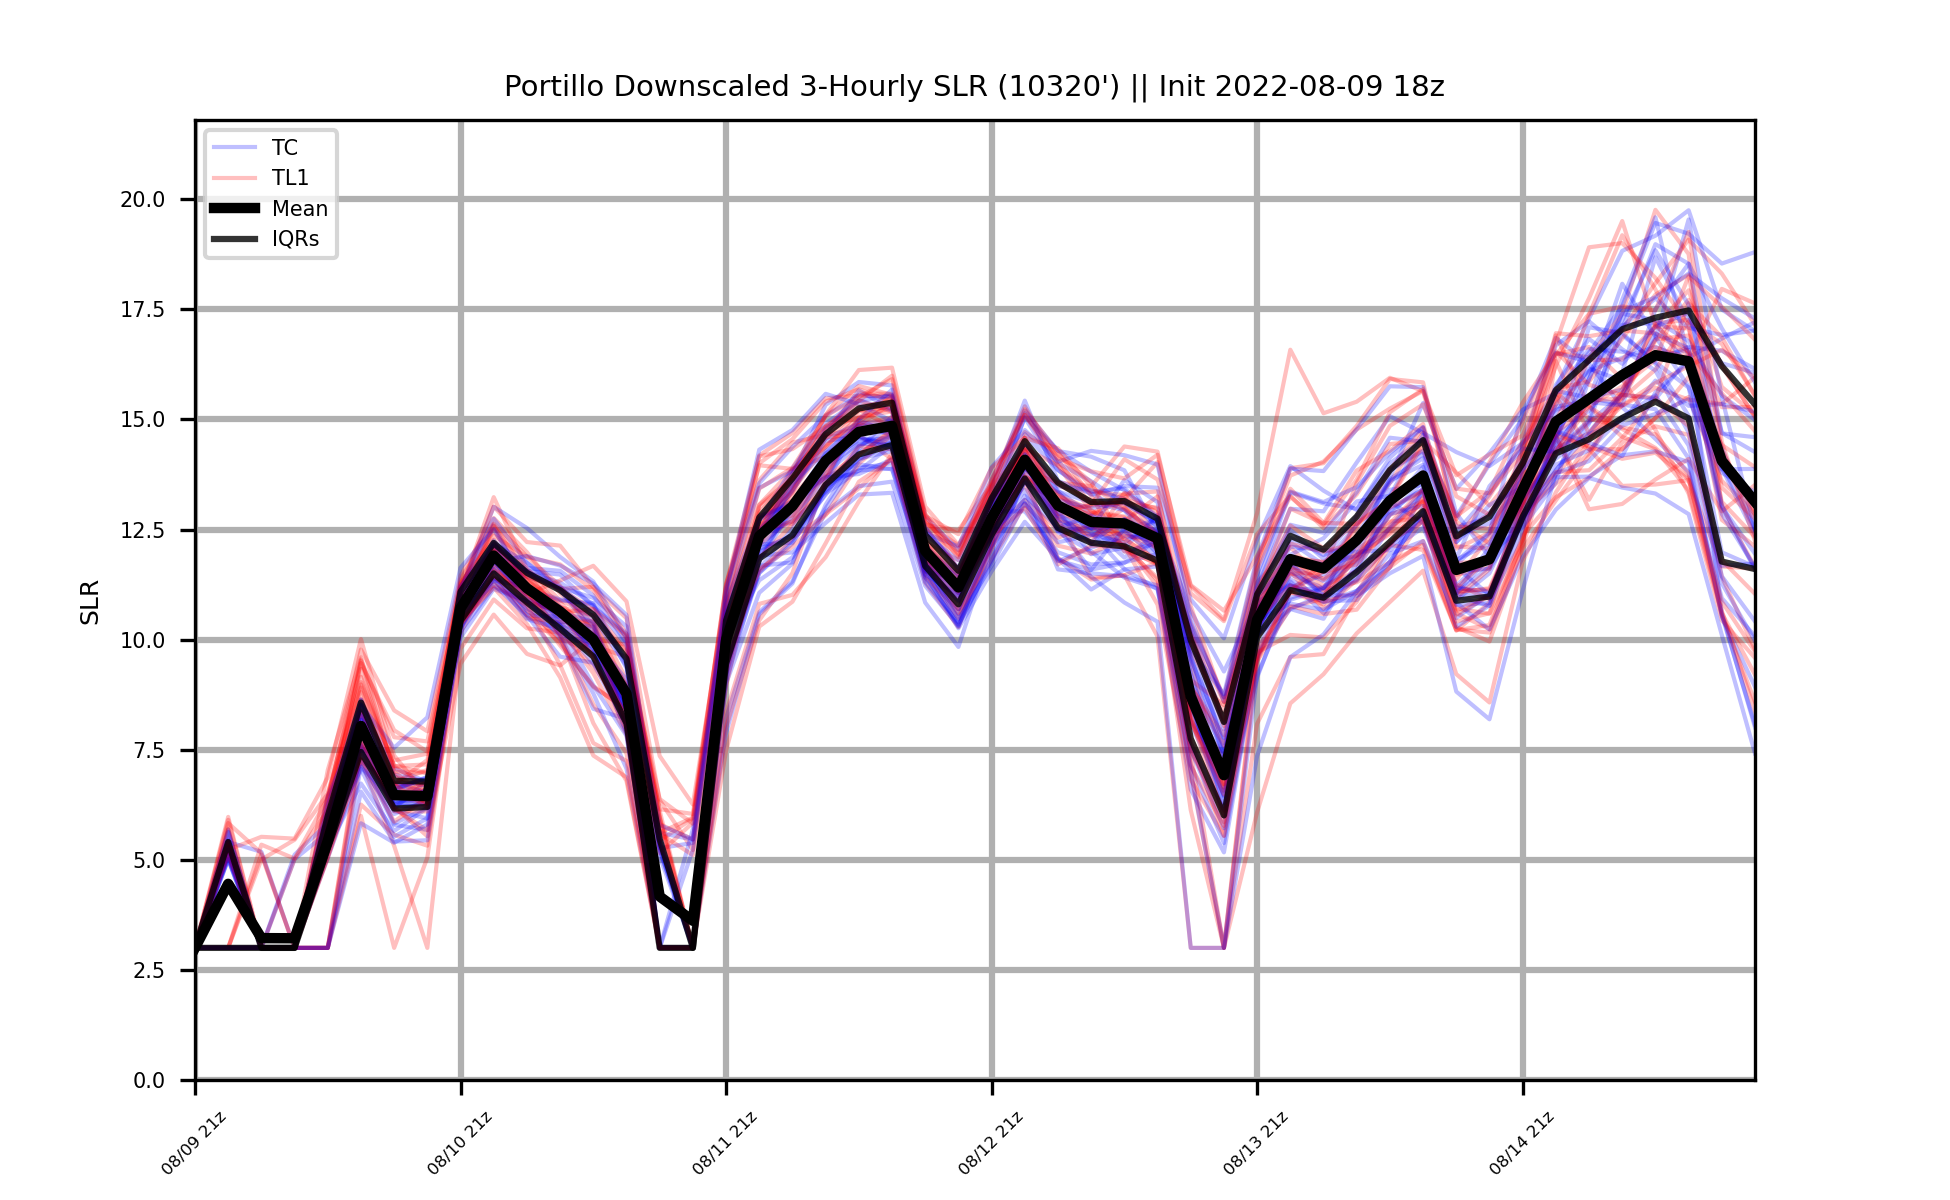 Portillo Downscaled 3-Hourly SLR (10320') || Init 2022-08-09 18z
TC
TL1
Mean
IQRs
SLR
20.0
17.5
15.0
12.5
10.0
7.5
5.0
2.5
0.0
08/09 21z
08/10 21z
08/11 21z
08/12 21z
08/13 21z
08/14 21z